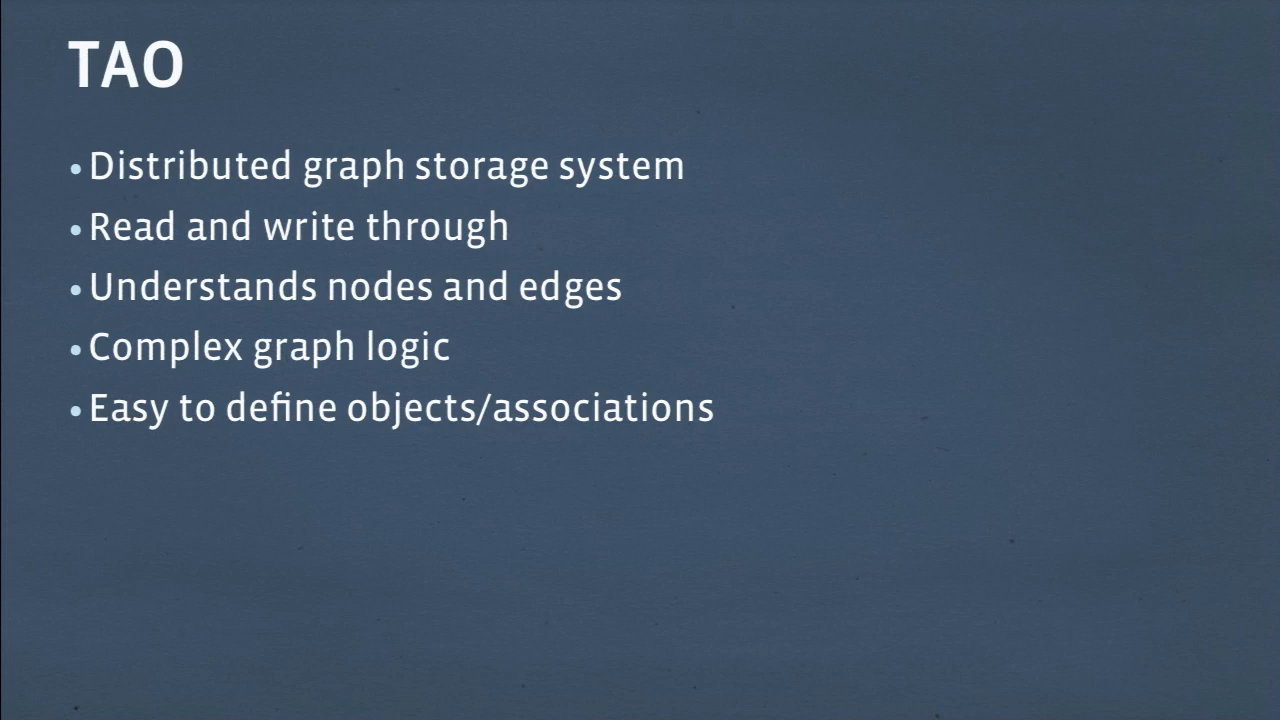 TAO
• Distributed graph storage system
• Read and write through
• Understands nodes and edges
• Complex graph logic
• Easy to define objects/associations